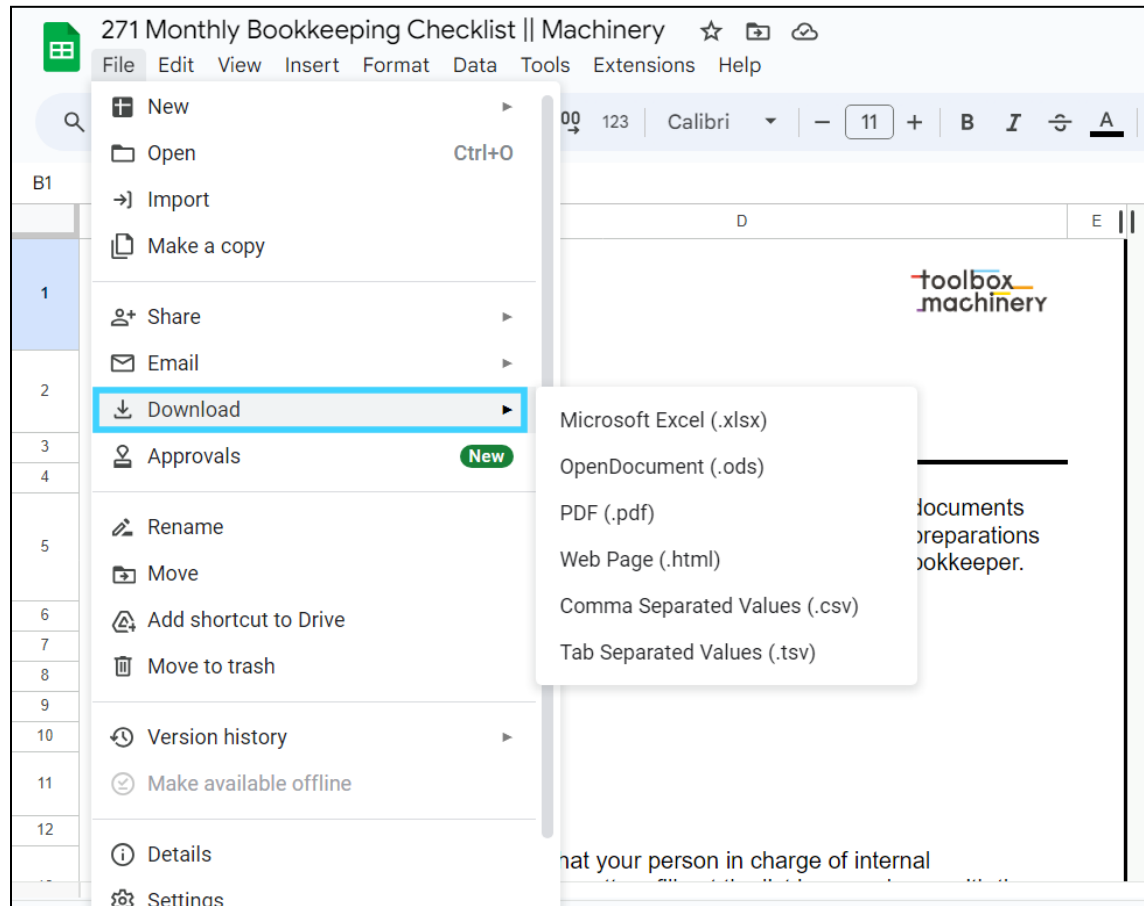 271 Monthly Bookkeeping Checklist || Machinery
File Edit View Insert Format Data Tools Extensions Help
New
Open Ctrl+O
Import
Make a copy
Share
Email
Download
Approvals New
Rename
Move
Add shortcut to Drive
Move to trash
Version history
Make available offline
Details
Settings
Microsoft Excel (.xlsx)
OpenDocument (.ods)
PDF (.pdf)
Web Page (.html)
Comma Separated Values (.csv)
Tab Separated Values (.tsv)
00 123 Calibri 11 B I A
B1
D E
1
toolbox
machinery
2
3
4
5
documents
preparations
bookkeeper.
6
7
8
9
10
11
12
your person in charge of internal